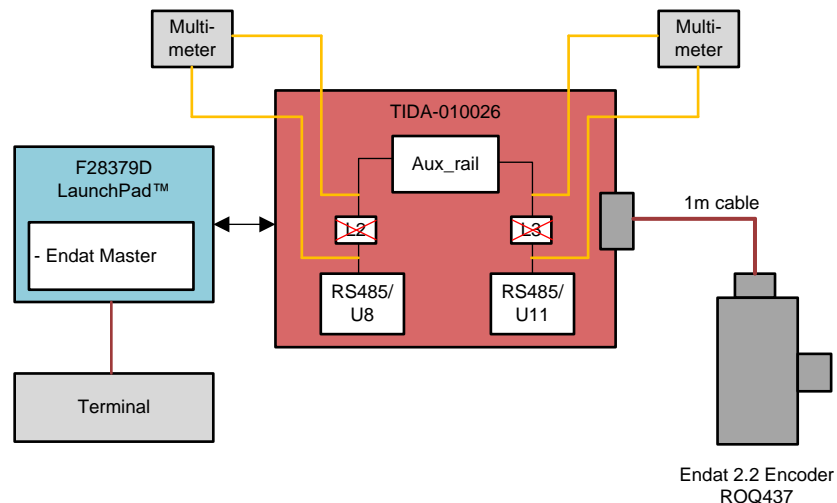 Multi-
meter
Multi-
meter
TIDA-010026
Aux_rail
F28379D
LaunchPad™
- Endat Master
L2
L3
1m cable
RS485/
U8
RS485/
U11
Terminal
Endat 2.2 Encoder
ROQ437